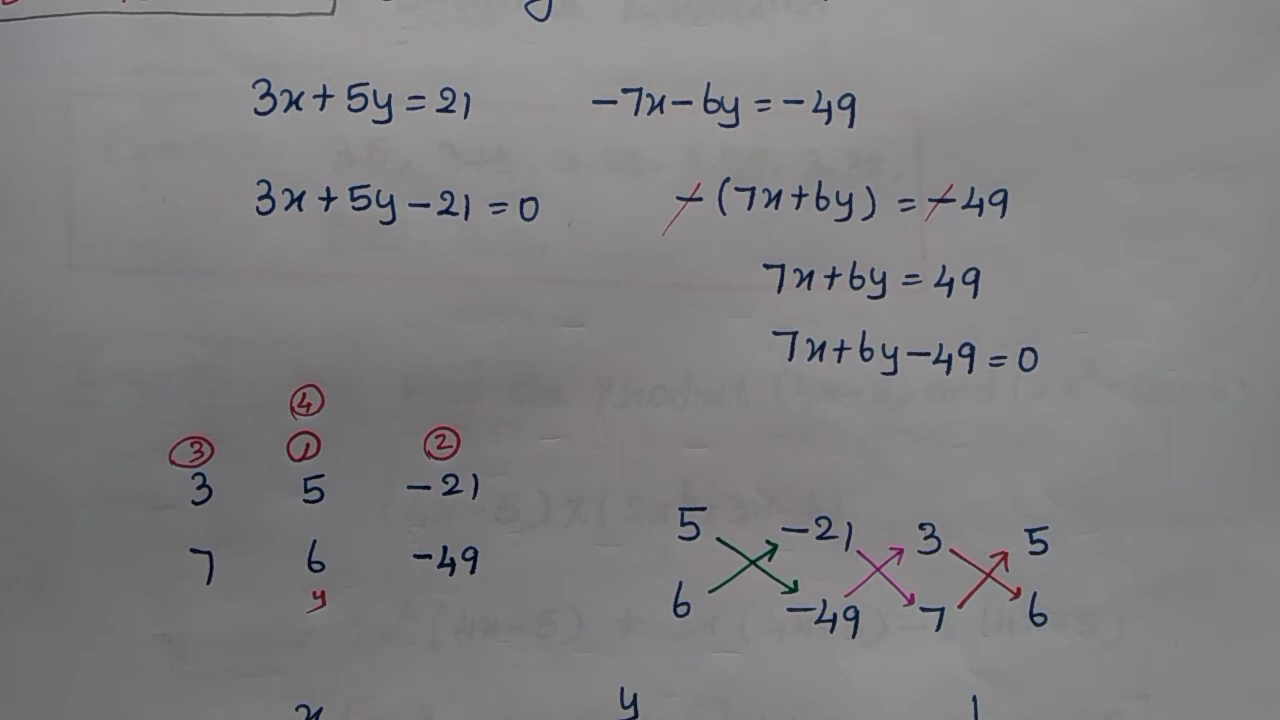 3x+5y=21 -7x-6y=-49
3x+5y-21=0 -(7x+6y)=-49
7x+6y=49
7x+6y-49=0
④
③ ① ②
3 5 -21
7 6 -49
y
5 -21 3 5
6 -49 7 6
x y 1